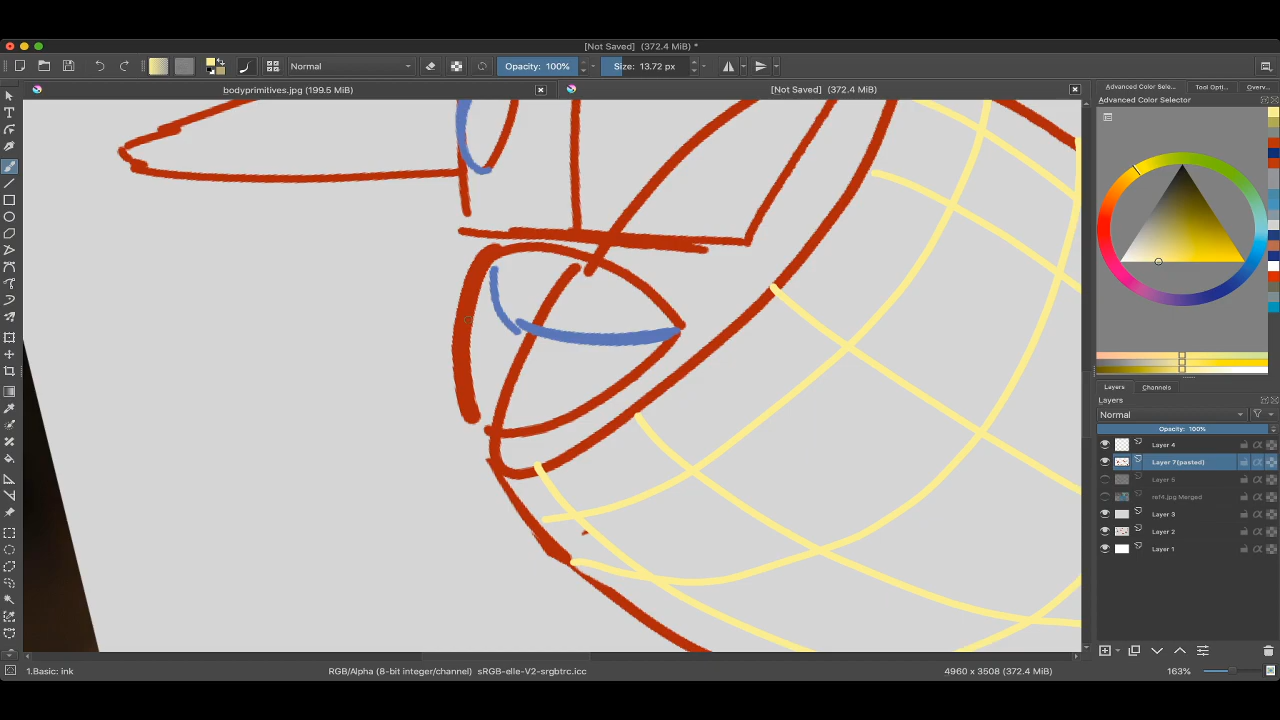 [Not Saved] (372.4 MiB) *
Normal
Opacity: 100%
Size: 13.72 px
bodyprimitives.jpg (199.5 MiB)
[Not Saved] (372.4 MiB)
Advanced Color Selec...
Tool Opti...
Overv...
Advanced Color Selector
Layers
Channels
Layers
Normal
Opacity: 100%
Layer 4
Layer 7(pasted)
Layer 5
ref4.jpg Merged
Layer 3
Layer 2
Layer 1
1.Basic: ink
RGB/Alpha (8-bit integer/channel) sRGB-elle-V2-srgbtrc.icc
4960 x 3508 (372.4 MiB)
163%